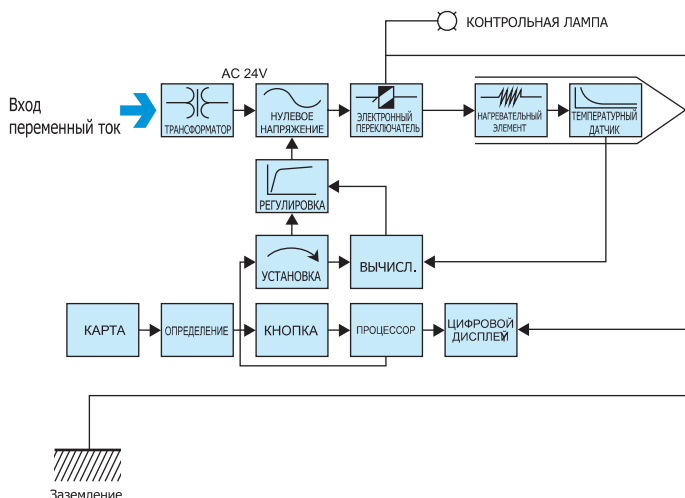 КОНТРОЛЬНАЯ ЛАМПА
AC 24V
Вход
переменный ток
ТРАНСФОРМАТОР
НУЛЕВОЕ
НАПРЯЖЕНИЕ
ЭЛЕКТРОННЫЙ
ПЕРЕКЛЮЧАТЕЛЬ
НАГРЕВАТЕЛЬНЫЙ
ЭЛЕМЕНТ
ТЕМПЕРАТУРНЫЙ
ДАТЧИК
РЕГУЛИРОВКА
УСТАНОВКА
ВЫЧИСЛ.
КАРТА
ОПРЕДЕЛЕНИЕ
КНОПКА
ПРОЦЕССОР
ЦИФРОВОЙ
ДИСПЛЕЙ
Заземление